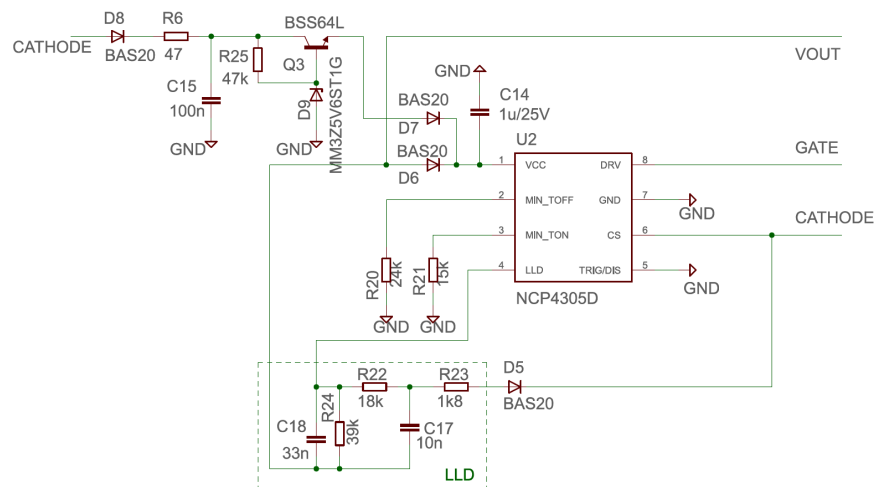 D8
R6
BSS64L
CATHODE
BAS20
47
R25
47k
Q3
VOUT
C15
100n
GND
D9
MM3Z5V6ST1G
GND
GND
C14
1u/25V
BAS20
D7
BAS20
D6
U2
1
VCC
DRV
8
GATE
2
MIN_TOFF
GND
7
GND
3
MIN_TON
CS
6
CATHODE
4
LLD
TRIG/DIS
5
GND
NCP4305D
R20
24k
GND
R21
15k
GND
R22
18k
R23
1k8
D5
BAS20
R24
39k
C18
33n
C17
10n
LLD